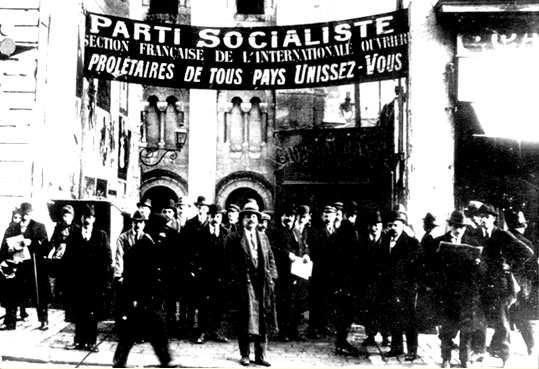 PARTI SOCIALISTE
SECTION FRANÇAISE DE L'INTERNATIONALE OUVRIÈRE
PROLÉTAIRES DE TOUS PAYS UNISSEZ-VOUS